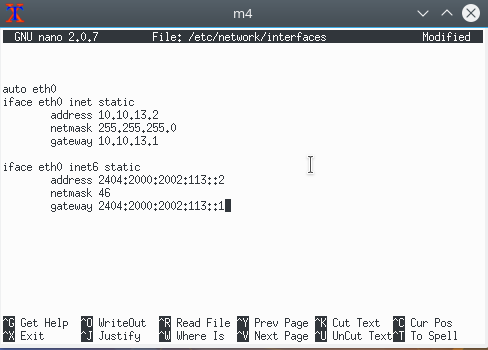 m4
GNU nano 2.0.7 File: /etc/network/interfaces Modified
auto eth0
iface eth0 inet static
address 10.10.13.2
netmask 255.255.255.0
gateway 10.10.13.1
iface eth0 inet6 static
address 2404:2000:2002:113::2
netmask 46
gateway 2404:2000:2002:113::1
^G Get Help ^O WriteOut ^R Read File ^Y Prev Page ^K Cut Text ^C Cur Pos
^X Exit ^J Justify ^W Where Is ^V Next Page ^U UnCut Text ^T To Spell